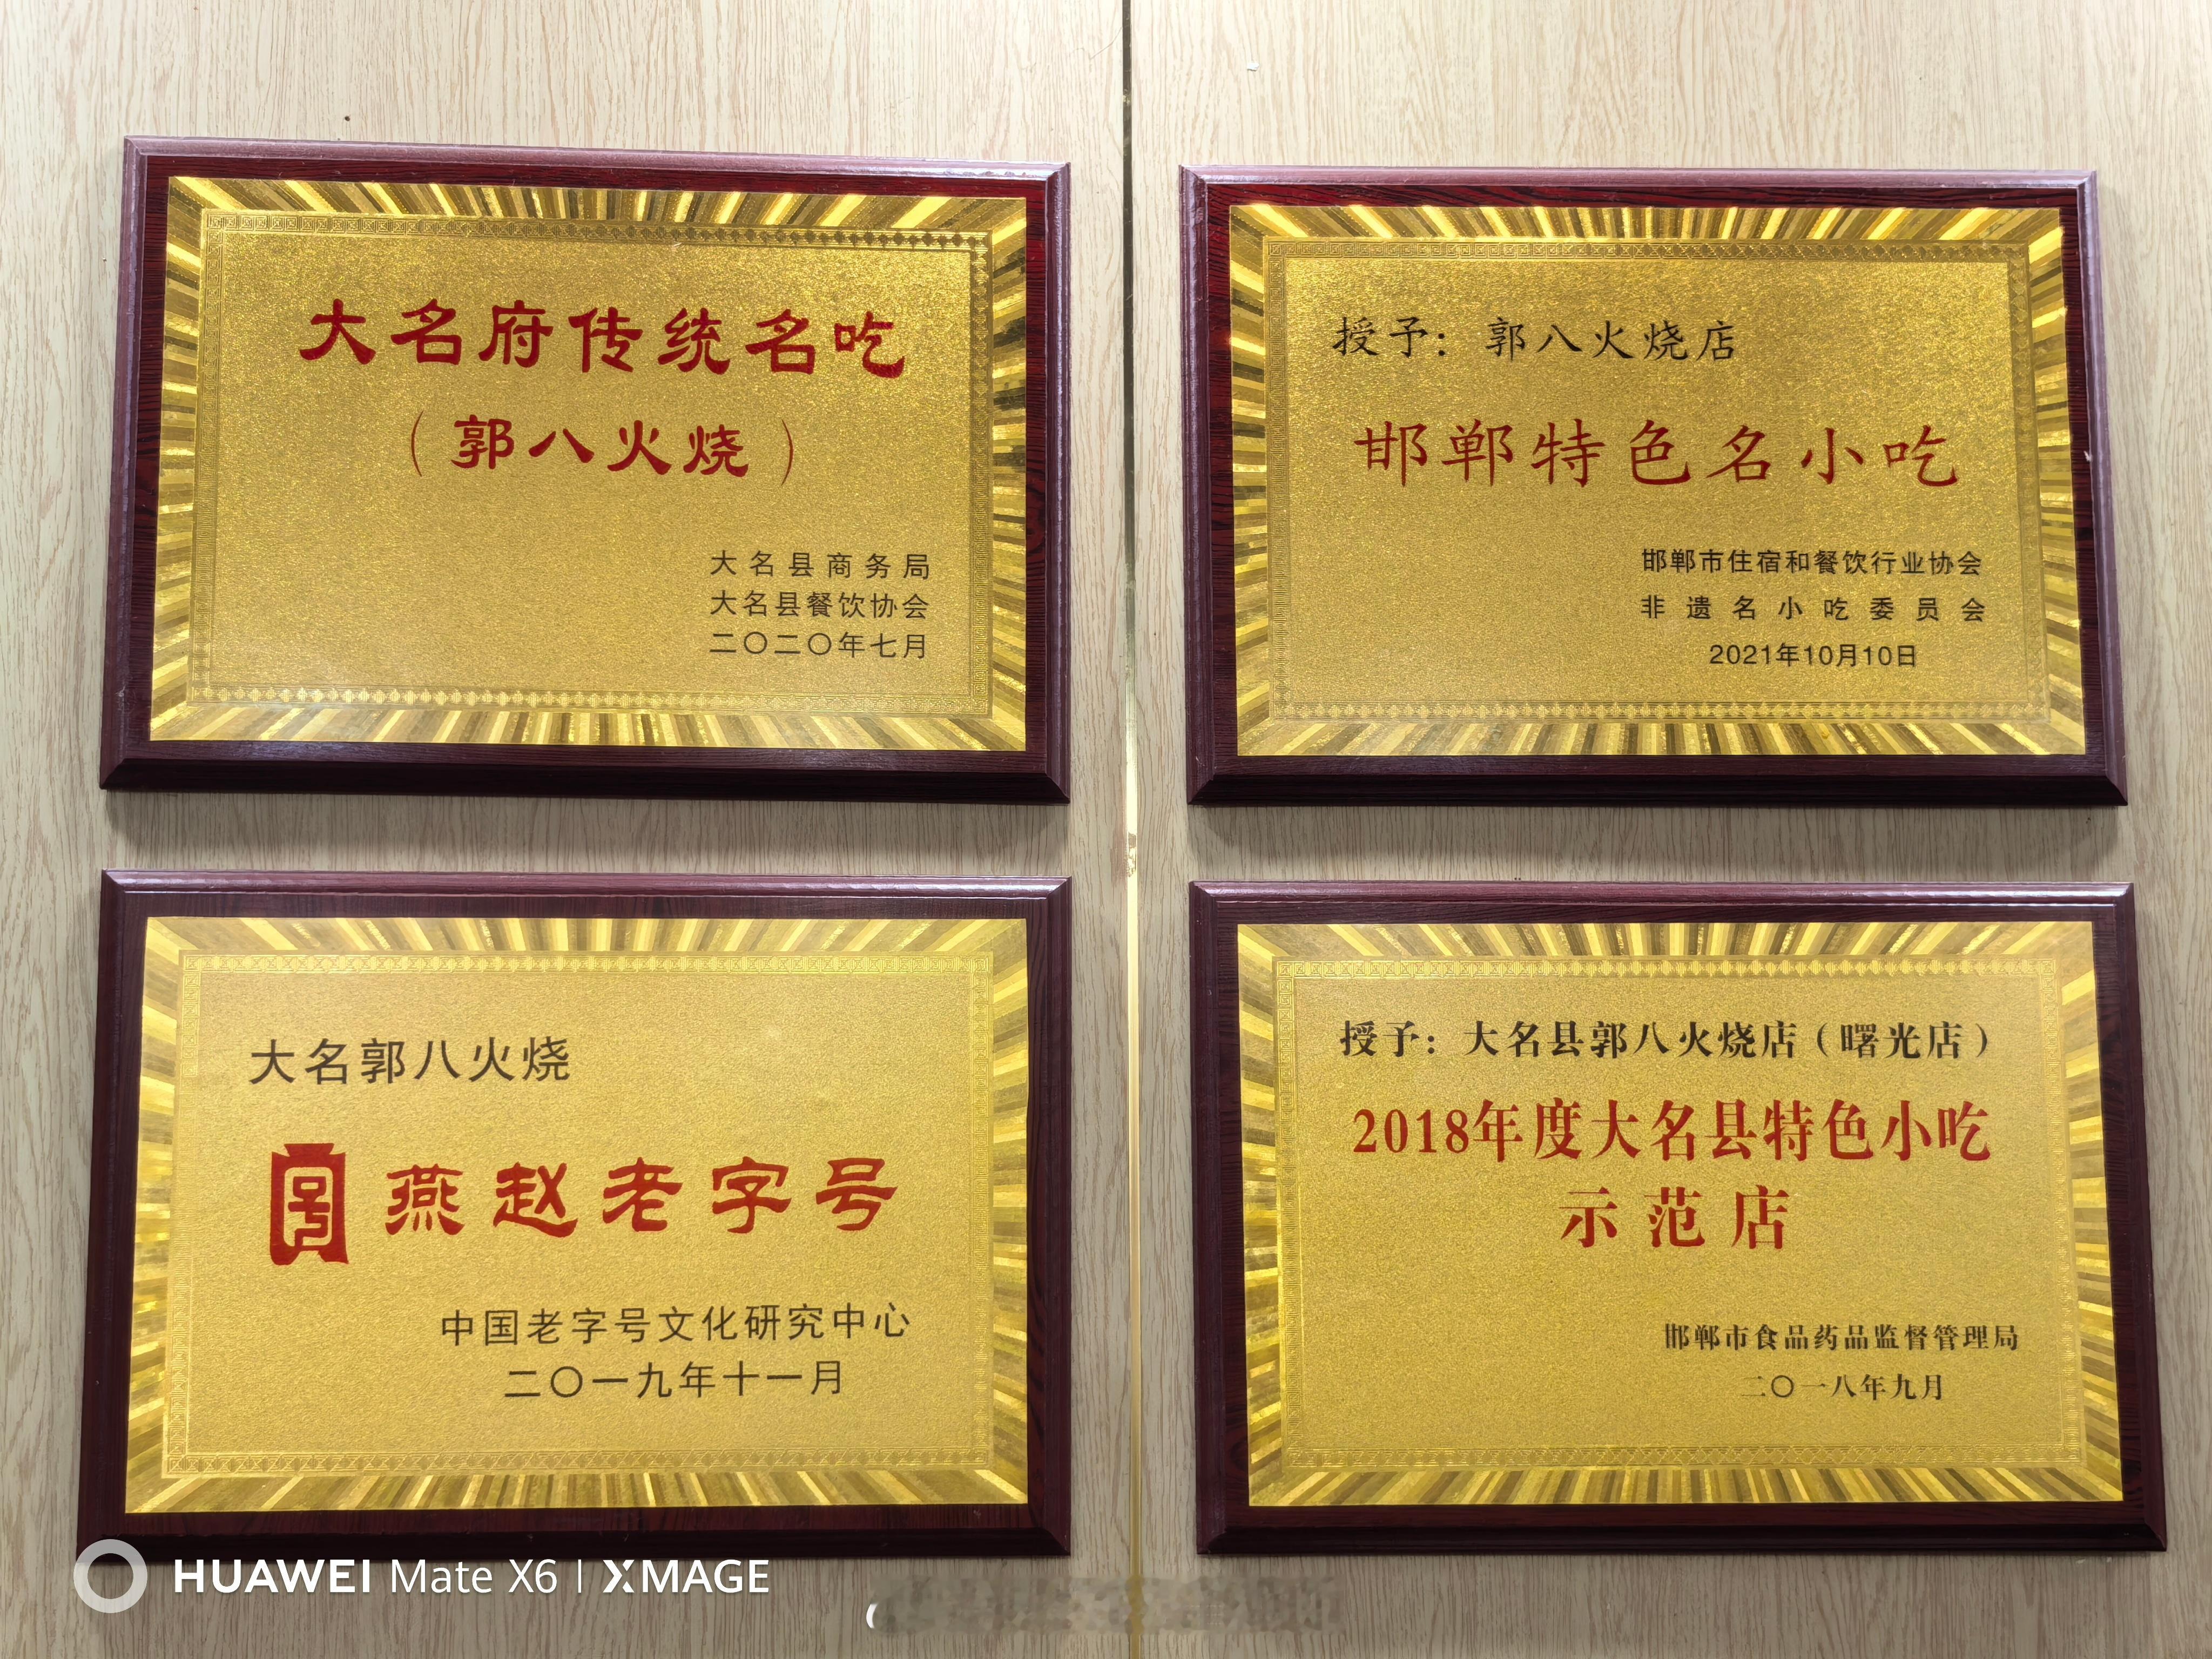 大名府传统名吃
（郭八火烧）
大名县商务局
大名县餐饮协会
二〇二〇年七月
授予：郭八火烧店
邯郸特色名小吃
邯郸市住宿和餐饮行业协会
非遗名小吃委员会
2021年10月10日
大名郭八火烧
燕赵老字号
中国老字号文化研究中心
二〇一九年十一月
授予：大名县郭八火烧店（曙光店）
2018年度大名县特色小吃
示范店
邯郸市食品药品监督管理局
二〇一八年九月
HUAWEI Mate X6 | XMAGE